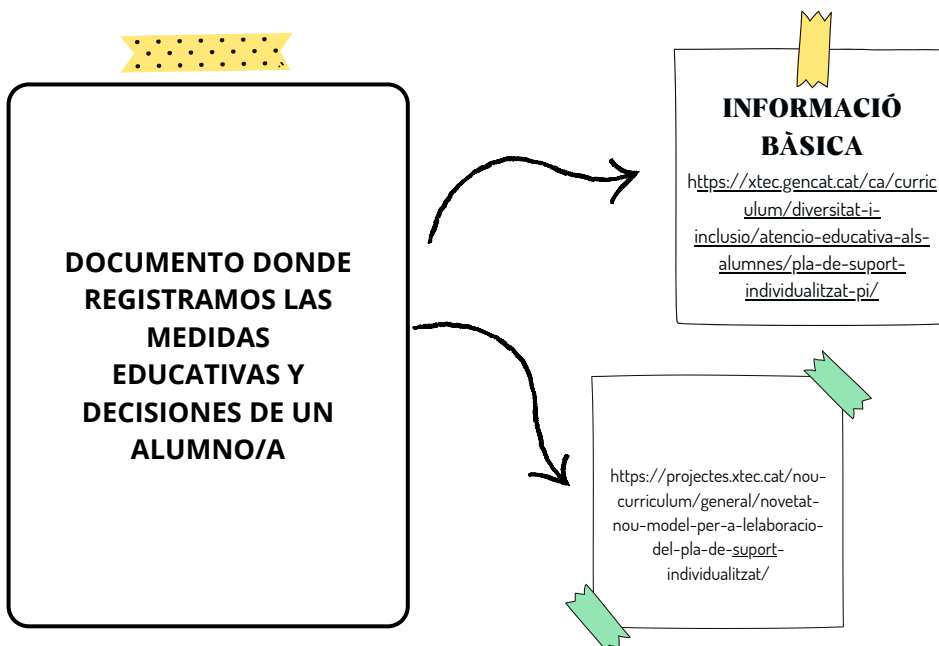 DOCUMENTO DONDE
REGISTRAMOS LAS
MEDIDAS
EDUCATIVAS Y
DECISIONES DE UN
ALUMNO/A
INFORMACIÓ
BÀSICA
https://xtec.gencat.cat/ca/curric
ulum/diversitat-i-
inclusio/atencio-educativa-als-
alumnes/pla-de-suport-
individualitzat-pi/
https://projectes.xtec.cat/nou-
curriculum/general/novetat-
nou-model-per-a-lelaboracio-
del-pla-de-suport-
individualitzat/